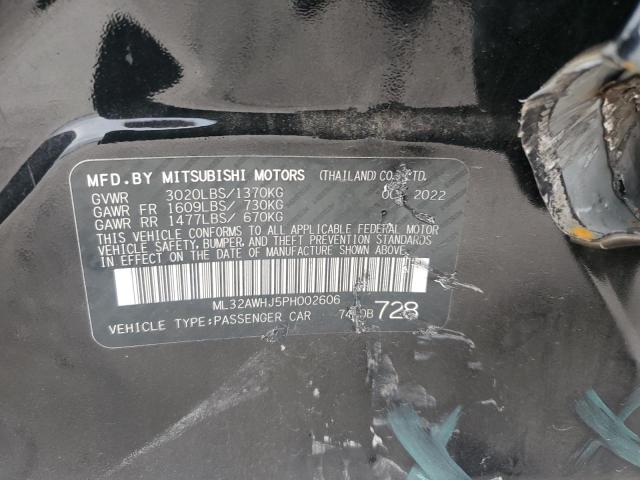 MFD.BY MITSUBISHI MOTORS (THAILAND) CO.,LTD.
GVWR 3020LBS/1370KG 2022
GAWR FR 1609LBS/ 730KG
GAWR RR 1477LBS/ 670KG
THIS VEHICLE CONFORMS TO ALL APPLICABLE FEDERAL MOTOR
VEHICLE SAFETY, BUMPER, AND THEFT PREVENTION STANDARDS
IN EFFECT ON THE DATE OF MANUFACTURE SHOWN ABOVE.
ML32AWHJ5PH002606
VEHICLE TYPE:PASSENGER CAR 728